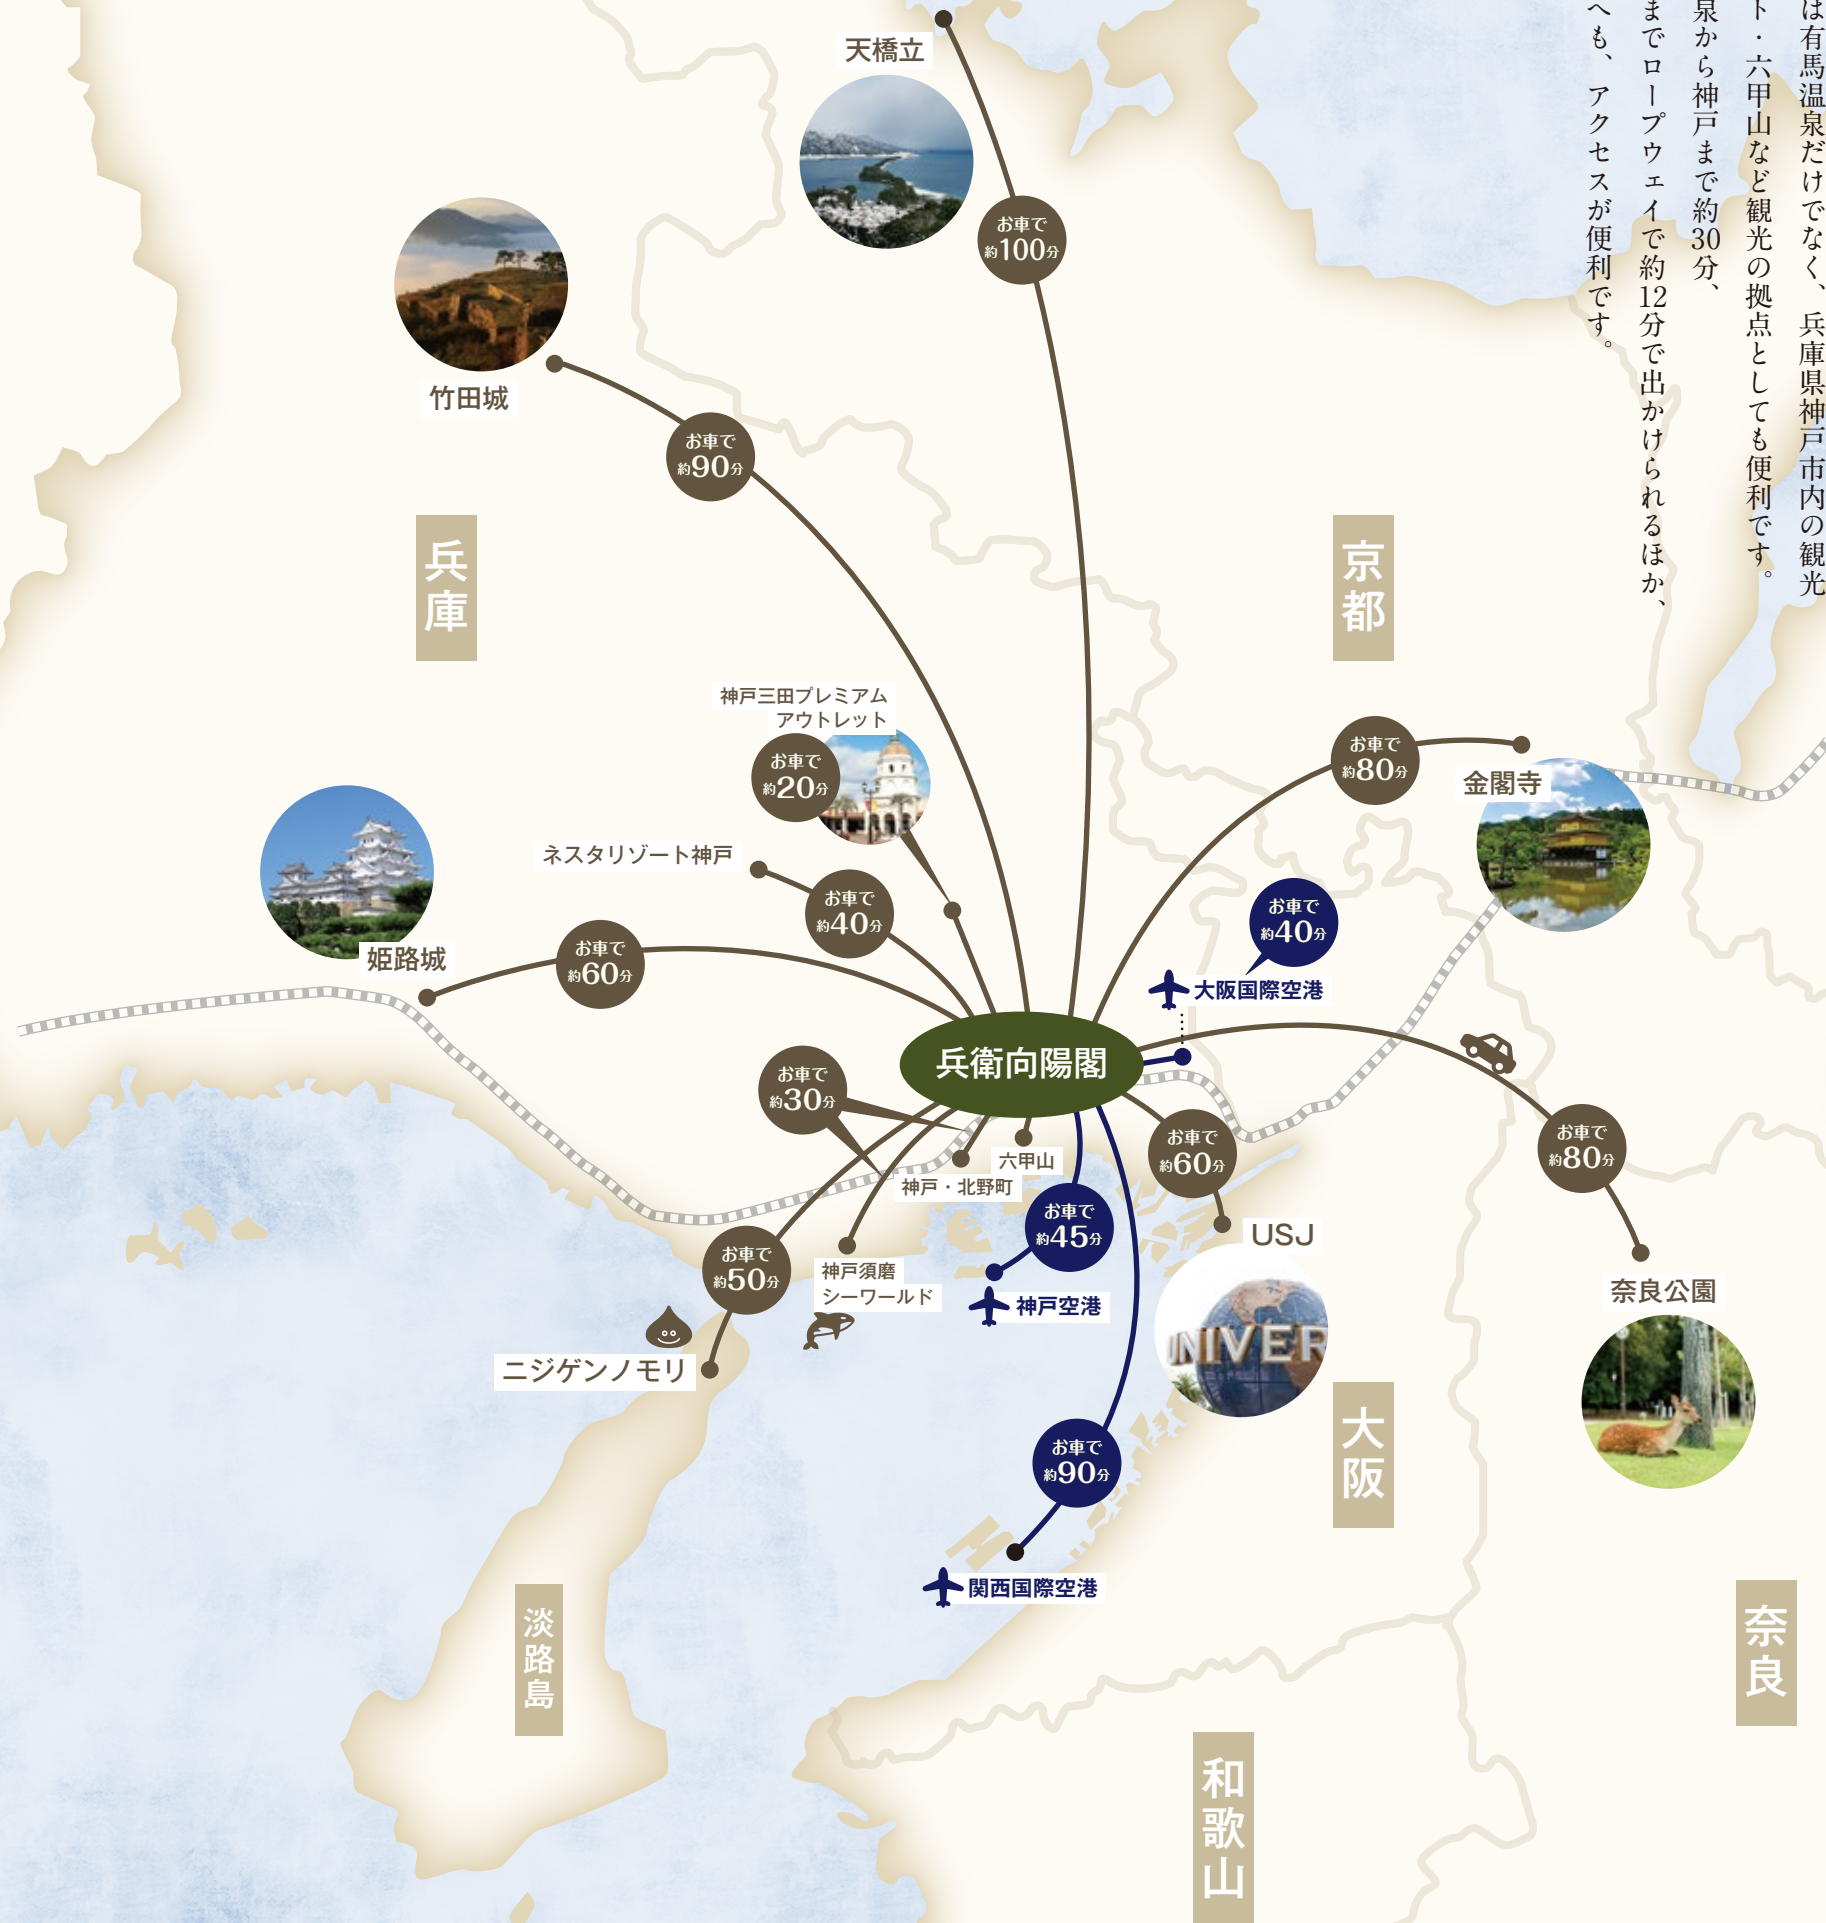 は有馬温泉だけでなく、兵庫県神戸市内の観光
ト・六甲山など観光の拠点としても便利です。
泉から神戸まで約30分、
までロープウェイで約12分で出かけられるほか、
へも、アクセスが便利です。
天橋立
お車で
約100分
竹田城
お車で
約90分
兵庫
京都
神戸三田プレミアム
アウトレット
お車で
約20分
お車で
約80分
金閣寺
ネスタリゾート神戸
お車で
約40分
お車で
約40分
大阪国際空港
姫路城
お車で
約60分
兵衛向陽閣
お車で
約30分
六甲山
神戸・北野町
お車で
約60分
USJ
UNIVER
お車で
約80分
奈良公園
お車で
約45分
神戸空港
お車で
約50分
神戸須磨
シーワールド
ニジゲンノモリ
大阪
お車で
約90分
関西国際空港
淡路島
奈良
和歌山